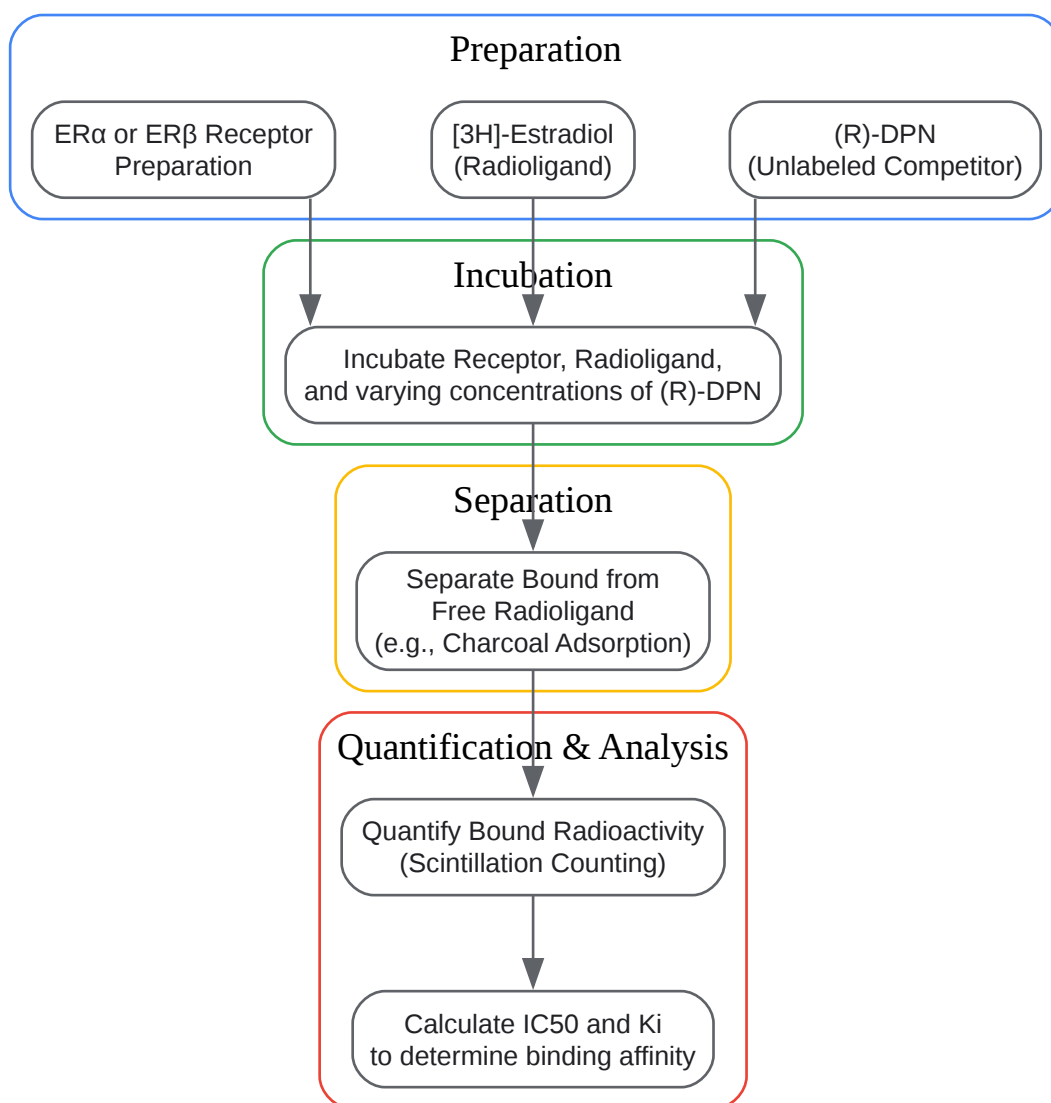 Preparation
ERα or ERβ Receptor
Preparation
[3H]-Estradiol
(Radioligand)
(R)-DPN
(Unlabeled Competitor)
Incubation
Incubate Receptor, Radioligand,
and varying concentrations of (R)-DPN
Separation
Separate Bound from
Free Radioligand
(e.g., Charcoal Adsorption)
Quantification & Analysis
Quantify Bound Radioactivity
(Scintillation Counting)
Calculate IC50 and Ki
to determine binding affinity